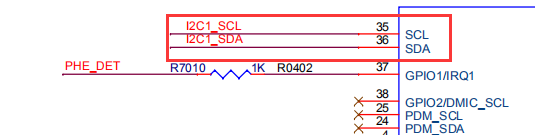 I2C1_SCL 35 SCL
I2C1_SDA 36 SDA
PHE_DET R7010 1K R0402 37 GPIO1/IRQ1
38 GPIO2/DMIC_SCL
25 PDM_SCL
24 PDM_SDA